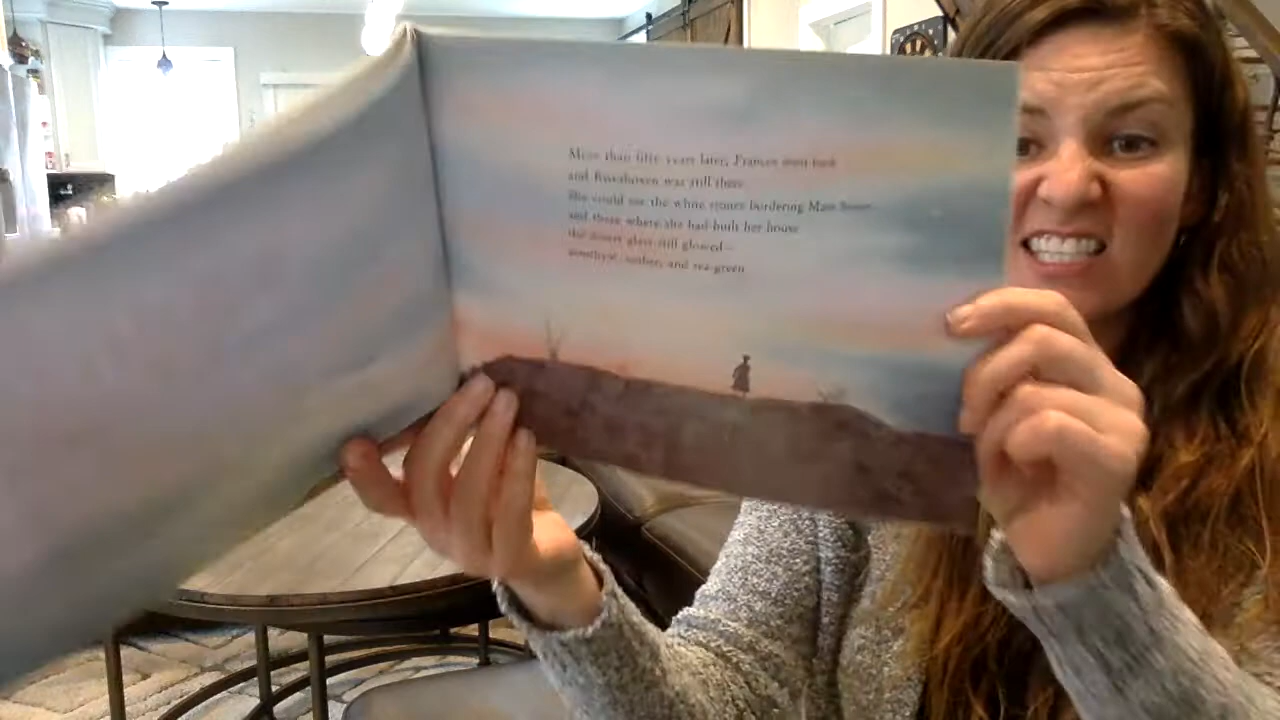 More than fifty years later, Frances went back
and Roxaboxen was still there.
She could see the white stones bordering Main Street,
and there where she had built her house
the desert glass still glowed–
amethyst, amber, and sea-green.